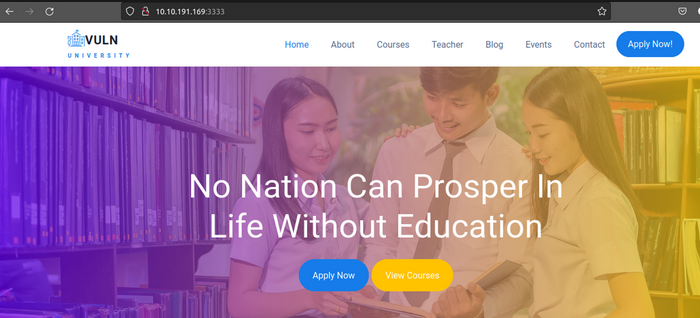 10.10.191.169:3333
VULN
UNIVERSITY
Home About Courses Teacher Blog Events Contact Apply Now!
No Nation Can Prosper In
Life Without Education
Apply Now View Courses